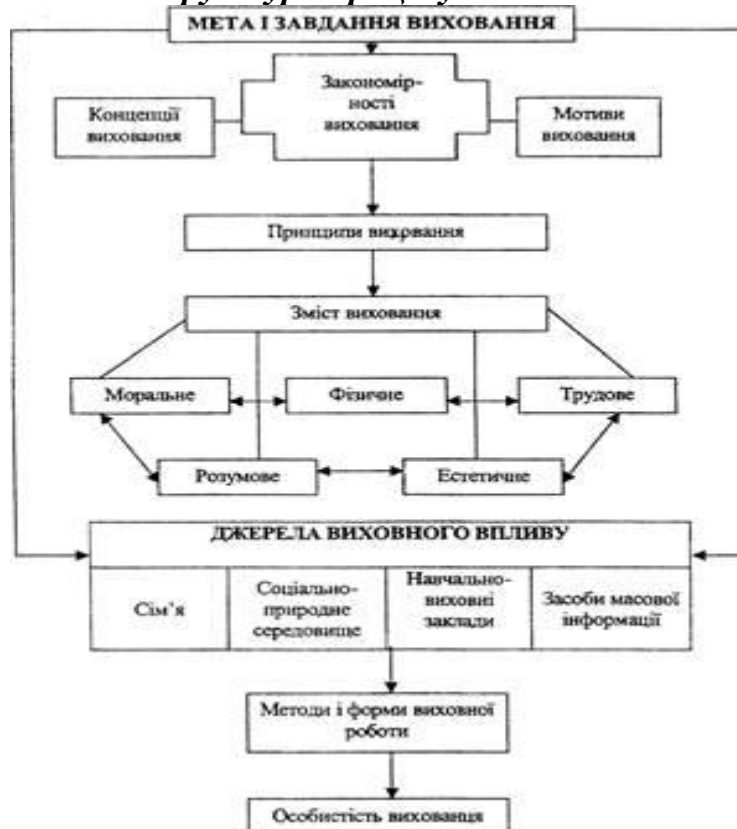 МЕТА І ЗАВДАННЯ ВИХОВАННЯ
Закономір-
ності
виховання
Концепції
виховання
Мотиви
виховання
Принципи виховання
Зміст виховання
Моральне
Фізичне
Трудове
Розумове
Естетичне
ДЖЕРЕЛА ВИХОВНОГО ВПЛИВУ
Сім’я
Соціально-
природне
середовище
Навчально-
виховні
заклади
Засоби масової
інформації
Методи і форми виховної
роботи
Особистість вихованця